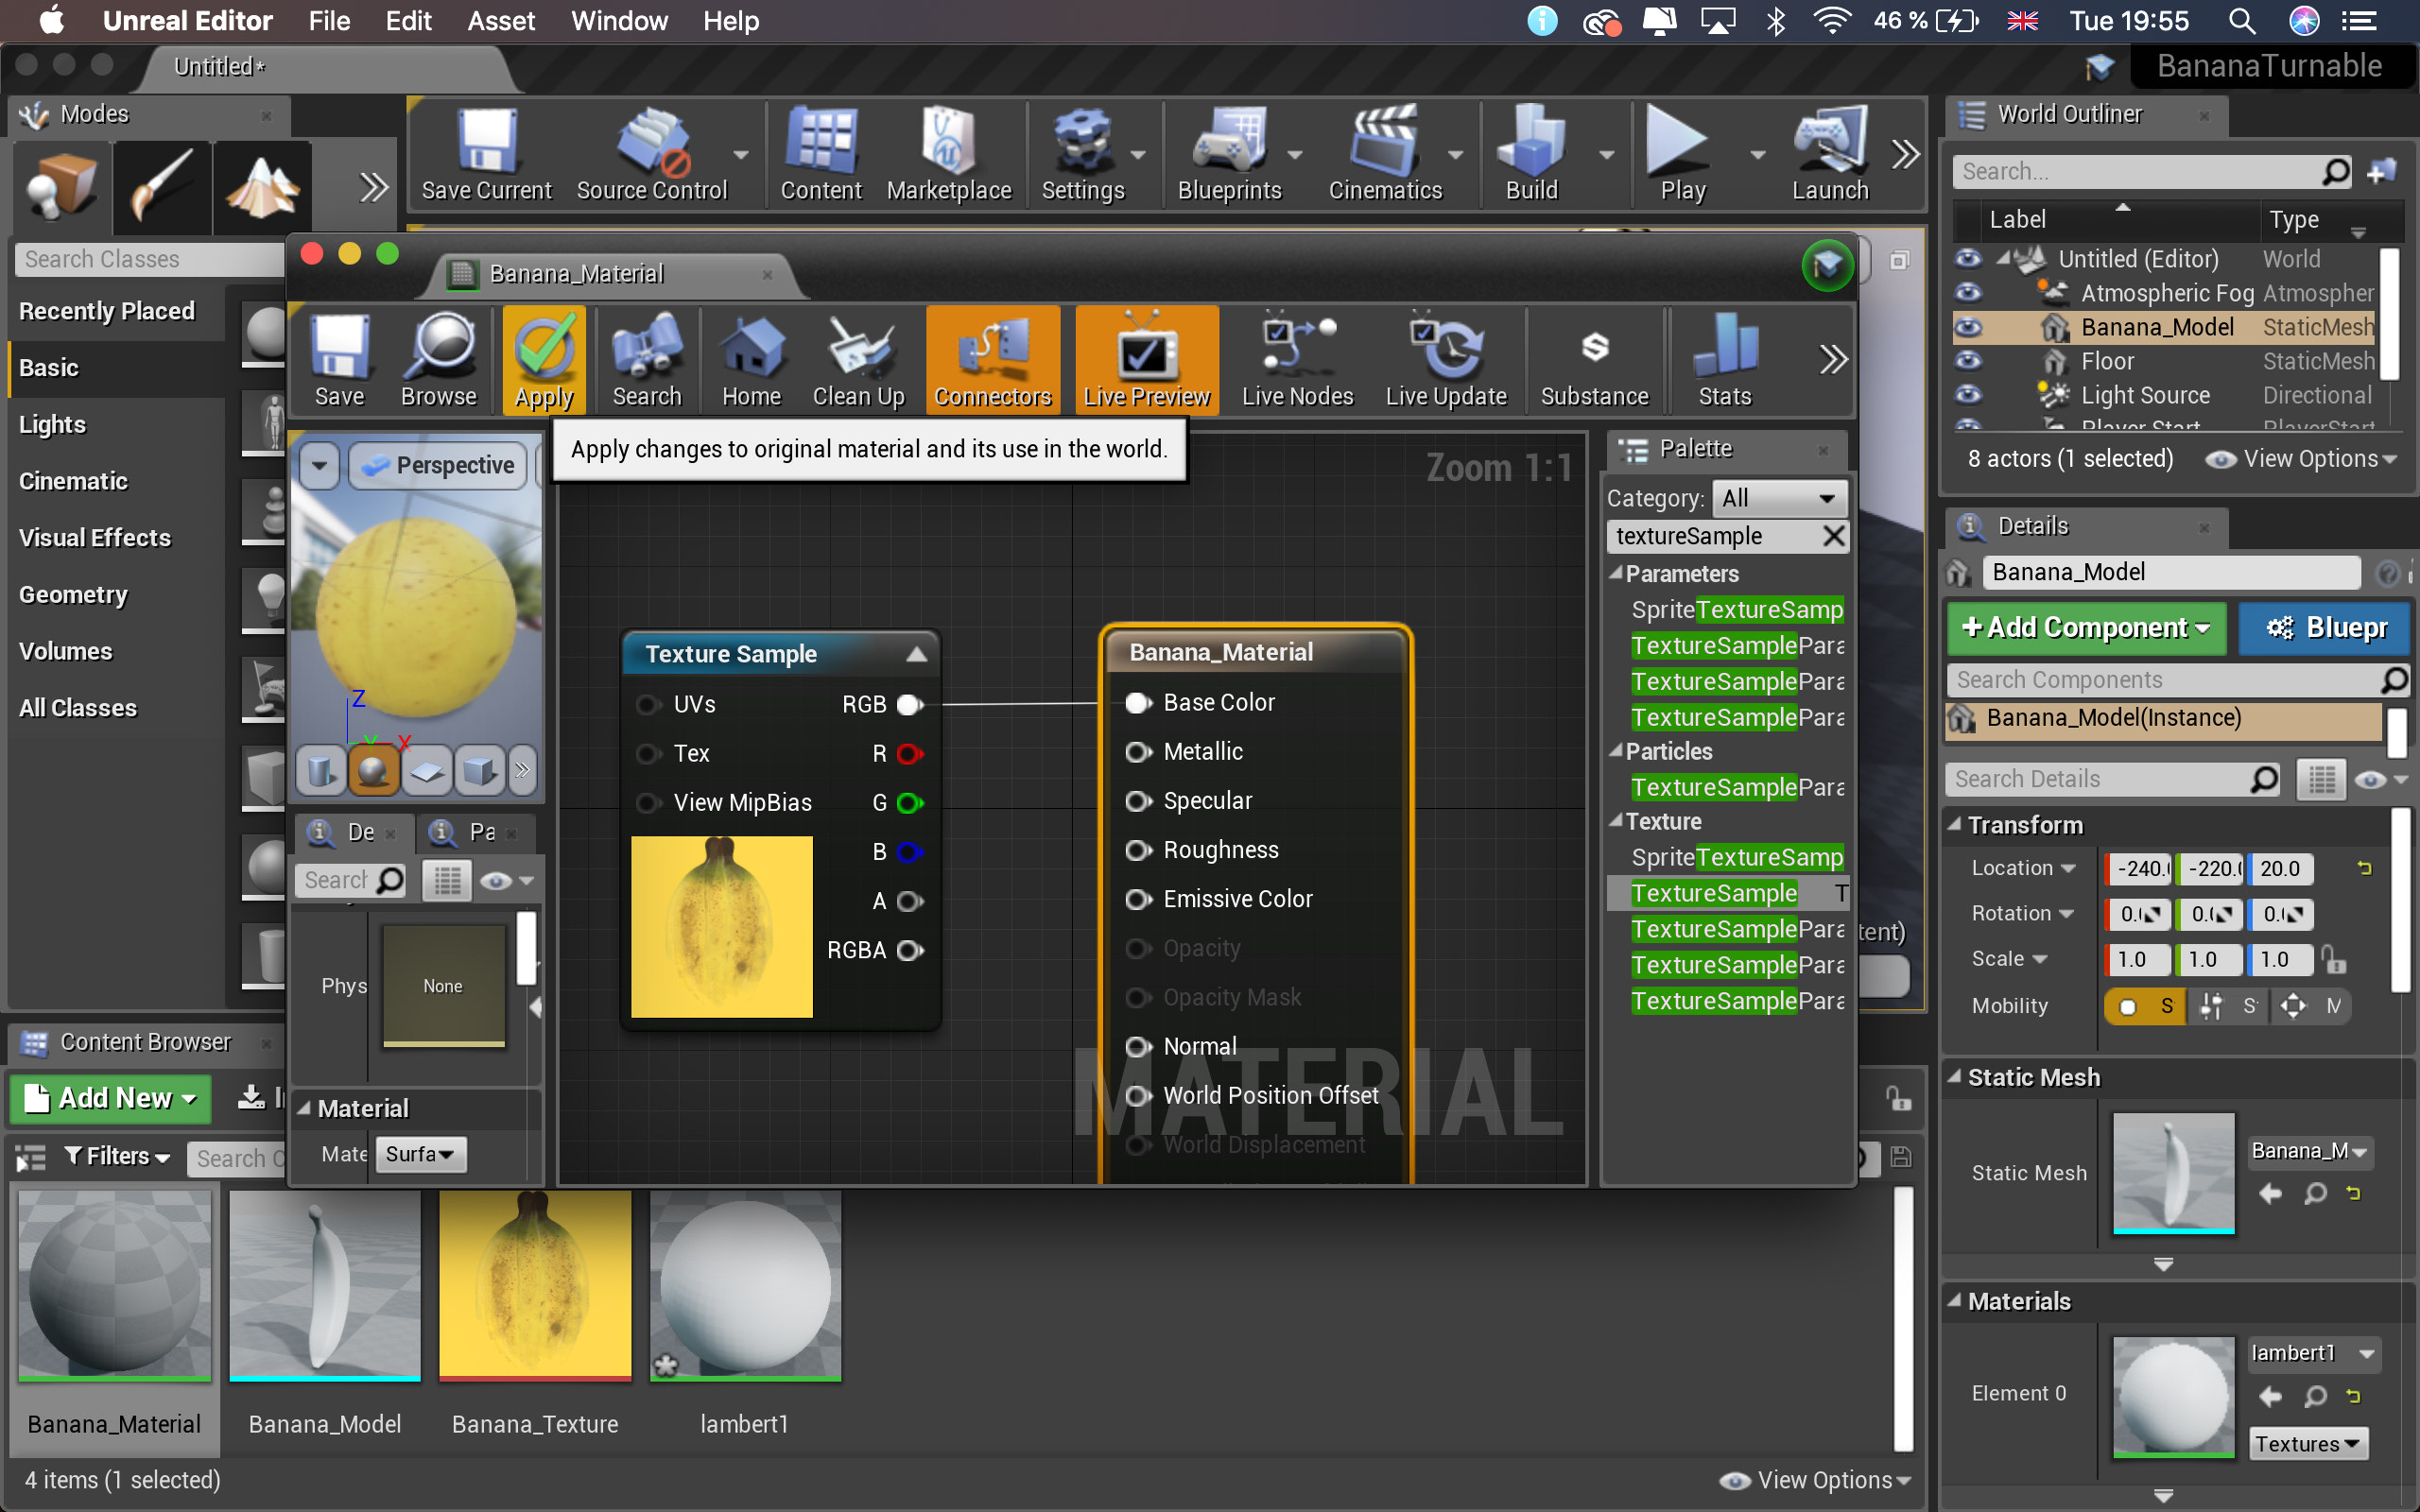 Unreal Editor File Edit Asset Window Help 46 % Tue 19:55
Untitled* BananaTurnable
Modes
Save Current Source Control Content Marketplace Settings Blueprints Cinematics Build Play Launch
Search Classes
Recently Placed
Basic
Lights
Cinematic
Visual Effects
Geometry
Volumes
All Classes
Banana_Material
Save Browse Apply Search Home Clean Up Connectors Live Preview Live Nodes Live Update Substance Stats
Apply changes to original material and its use in the world.
Perspective
Zoom 1:1
Z
Y X
De Pa
Search
Phys
None
Material
Mate Surfa
Texture Sample
UVs RGB
Tex R
View MipBias G
B
A
RGBA
Banana_Material
Base Color
Metallic
Specular
Roughness
Emissive Color
Opacity
Opacity Mask
Normal
World Position Offset
World Displacement
MATERIAL
Palette
Category: All
textureSample
Parameters
SpriteTextureSamp
TextureSamplePara
TextureSamplePara
TextureSamplePara
Particles
TextureSamplePara
Texture
SpriteTextureSamp
TextureSample T
TextureSamplePara
TextureSamplePara
TextureSamplePara
tent)
Content Browser
Add New
Filters Search C
Banana_Material Banana_Model Banana_Texture lambert1
4 items (1 selected) View Options
World Outliner
Search...
Label Type
Untitled (Editor) World
Atmospheric Fog Atmospher
Banana_Model StaticMesh
Floor StaticMesh
Light Source Directional
Player Start PlayerStart
8 actors (1 selected) View Options
Details
Banana_Model
+Add Component Bluepr
Search Components
Banana_Model(Instance)
Search Details
Transform
Location -240.0 -220.0 20.0
Rotation 0.0 0.0 0.0
Scale 1.0 1.0 1.0
Mobility S S M
Static Mesh
Static Mesh Banana_M
Materials
Element 0 lambert1
Textures